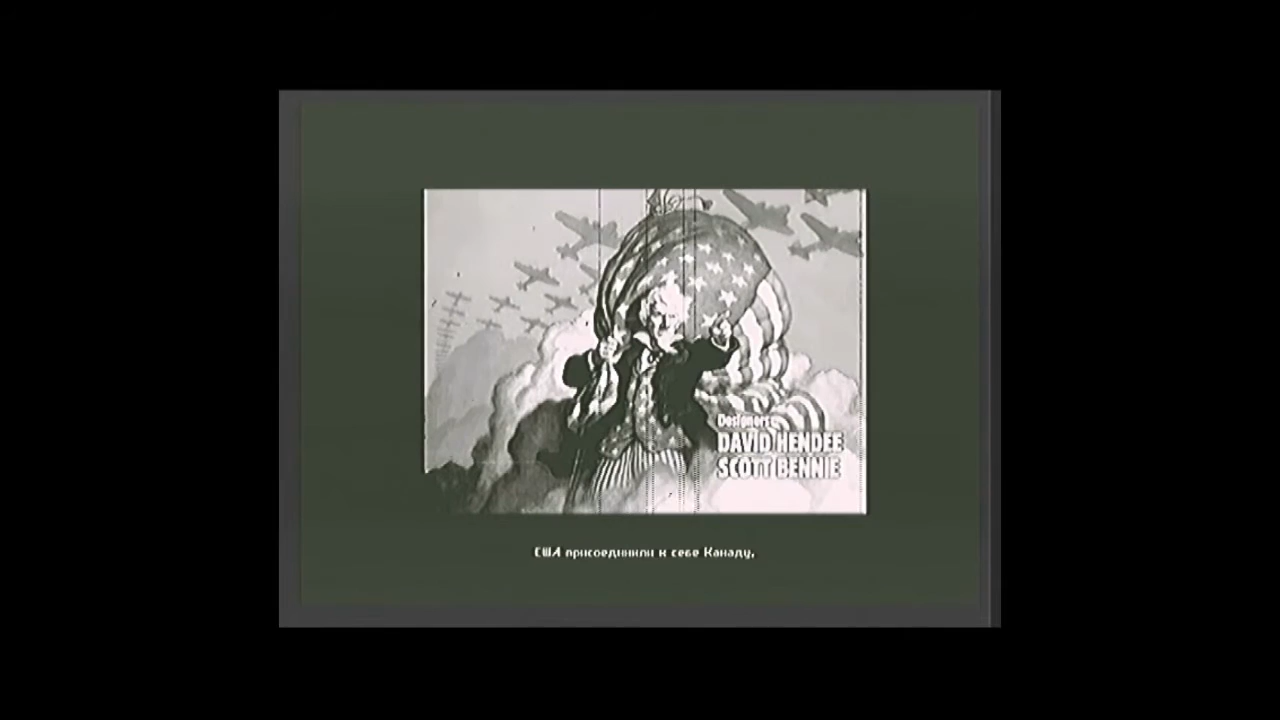 Designers:
DAVID HENDEE
SCOTT BENNIE
США присоединили к себе Канаду,